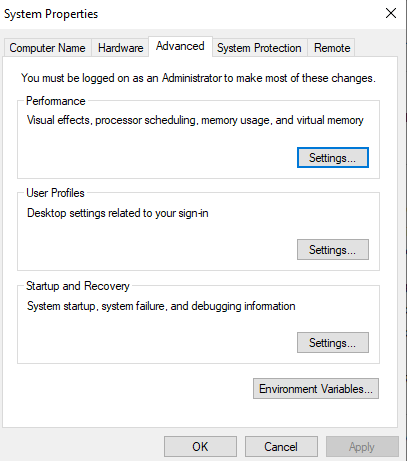 System Properties
Computer Name Hardware Advanced System Protection Remote
You must be logged on as an Administrator to make most of these changes.
Performance
Visual effects, processor scheduling, memory usage, and virtual memory
Settings...
User Profiles
Desktop settings related to your sign-in
Settings...
Startup and Recovery
System startup, system failure, and debugging information
Settings...
Environment Variables...
OK Cancel Apply